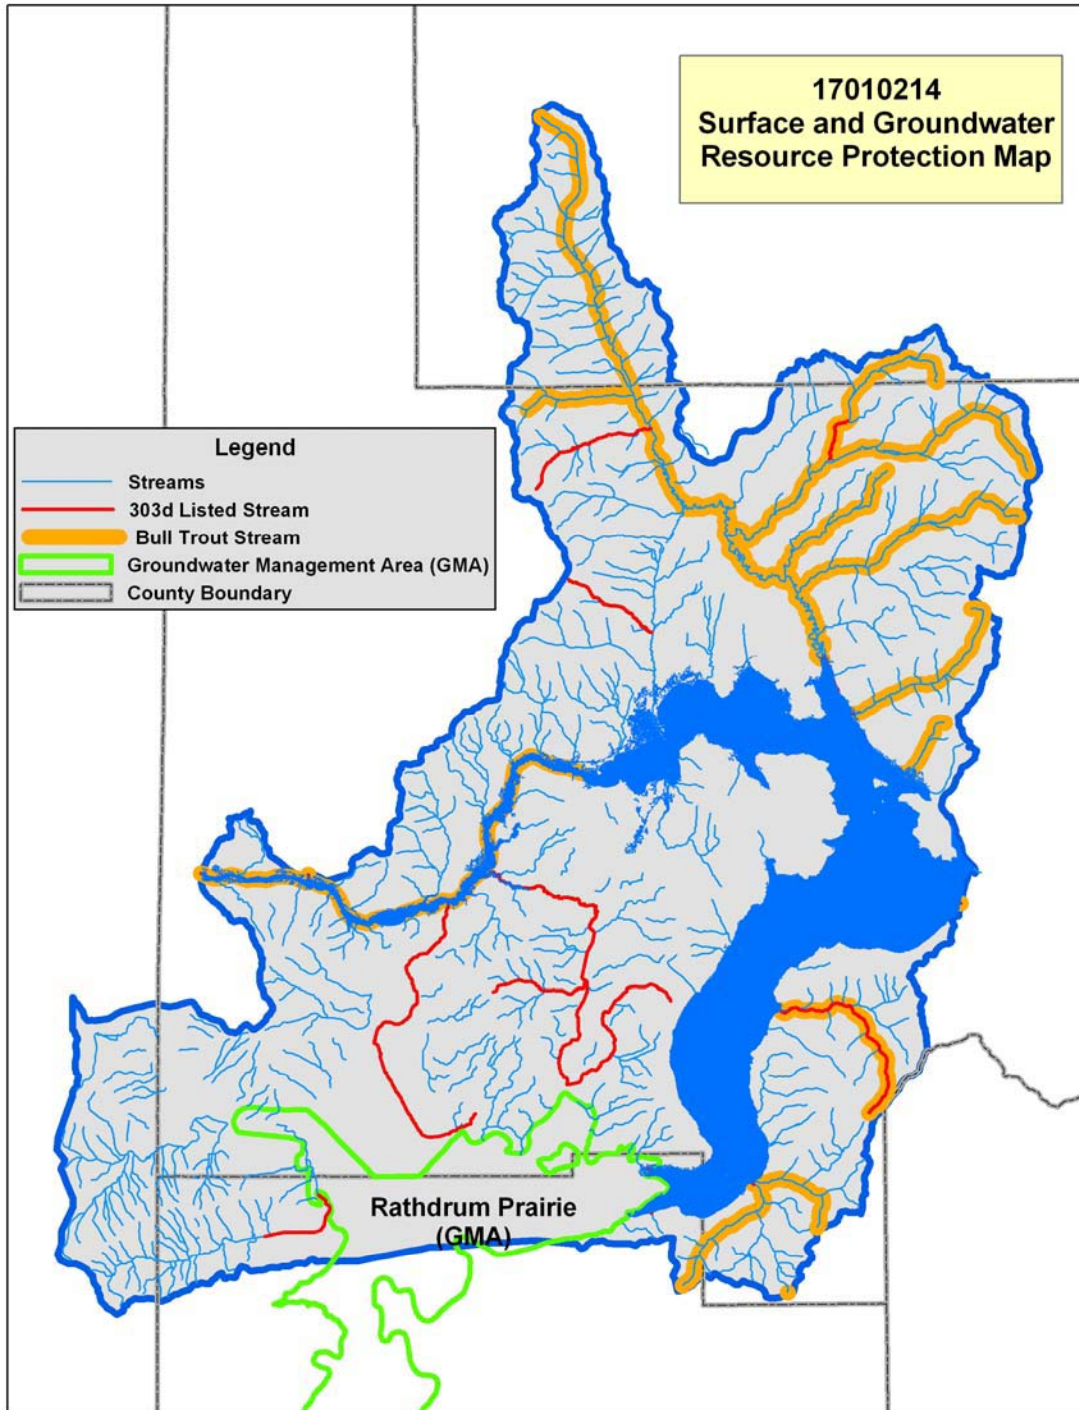 17010214
Surface and Groundwater
Resource Protection Map
Legend
Streams
303d Listed Stream
Bull Trout Stream
Groundwater Management Area (GMA)
County Boundary
Rathdrum Prairie
(GMA)